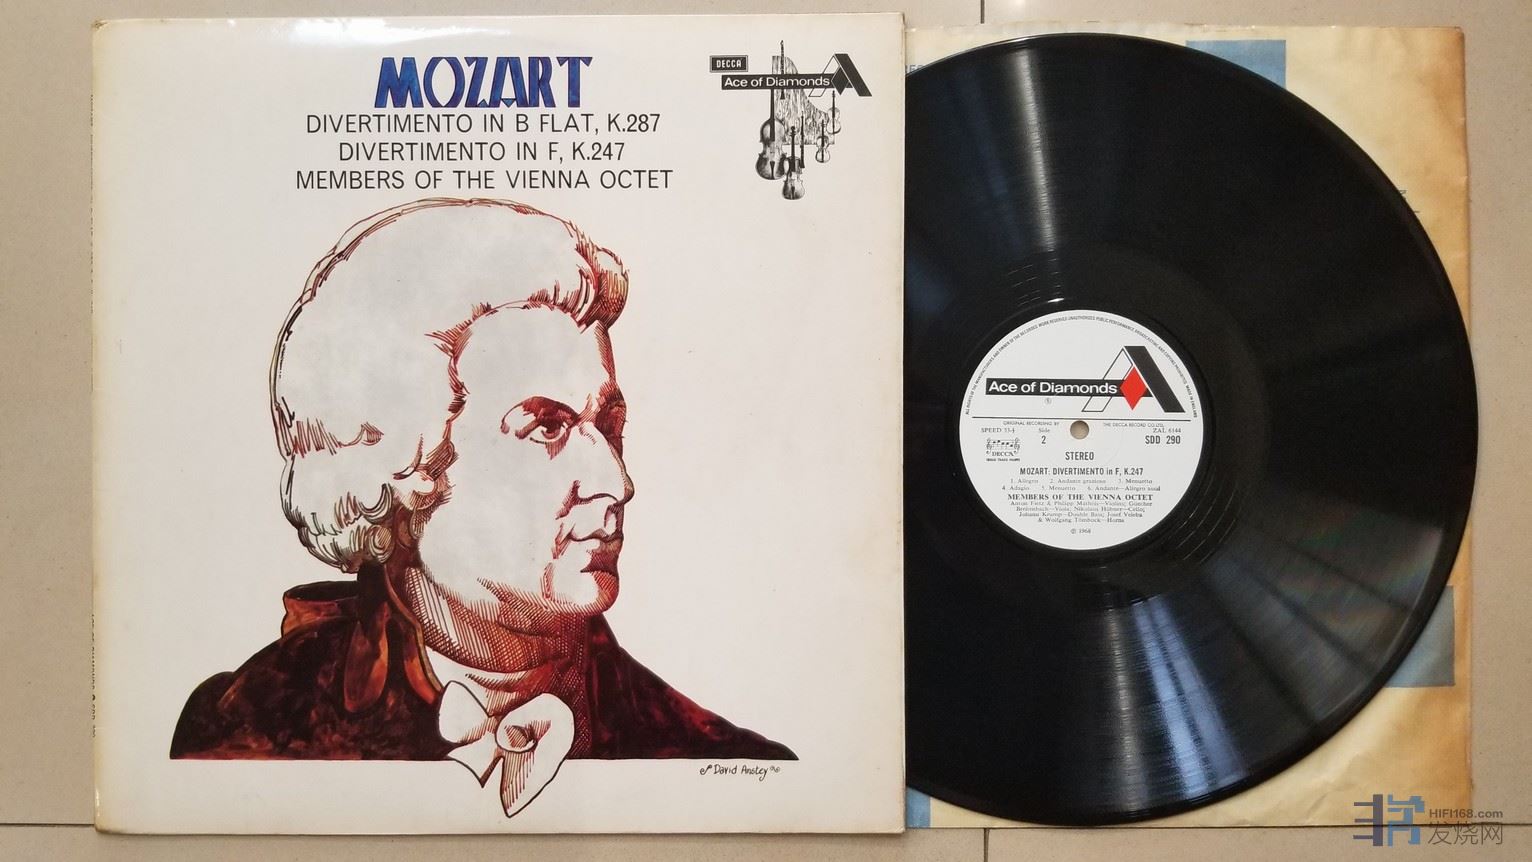 MOZART
DIVERTIMENTO IN B FLAT, K.287
DIVERTIMENTO IN F, K.247
MEMBERS OF THE VIENNA OCTET
DECCA
Ace of Diamonds
David Anstey
Ace of Diamonds
ORIGINAL RECORDING BY THE DECCA RECORD CO. LTD.
SPEED 33⅓ Side ZAL 6144
2 SDD 290
DECCA
STEREO
MOZART: DIVERTIMENTO in F, K.247
1. Allegro 2. Andante grazioso 3. Menuetto
4. Adagio 5. Menuetto 6. Andante—Allegro assai
MEMBERS OF THE VIENNA OCTET
Anton Fietz & Philipp Matheis—Violins; Günther
Breitenbach—Viola; Nikolaus Hübner—Cello;
Johann Krump—Double Bass; Josef Veleba
& Wolfgang Tombock—Horns
℗ 1968
HIFI168.com
发烧网